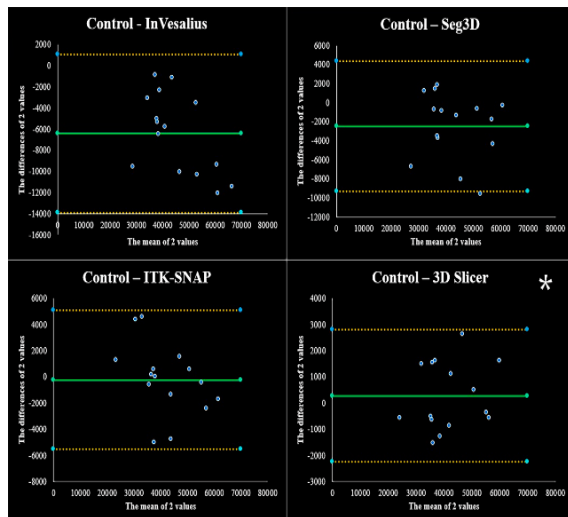 Control - InVesalius
The differences of 2 values
2000
0
-2000
-4000
-6000
-8000
-10000
-12000
-14000
-16000
0 10000 20000 30000 40000 50000 60000 70000 80000
The mean of 2 values
Control – Seg3D
The differences of 2 values
6000
4000
2000
0
-2000
-4000
-6000
-8000
-10000
-12000
0 10000 20000 30000 40000 50000 60000 70000 80000
The mean of 2 values
Control – ITK-SNAP
The differences of 2 values
6000
4000
2000
0
-2000
-4000
-6000
-8000
0 10000 20000 30000 40000 50000 60000 70000 80000
The mean of 2 values
Control – 3D Slicer *
The differences of 2 values
4000
3000
2000
1000
0
-1000
-2000
-3000
0 10000 20000 30000 40000 50000 60000 70000 80000
The mean of 2 values